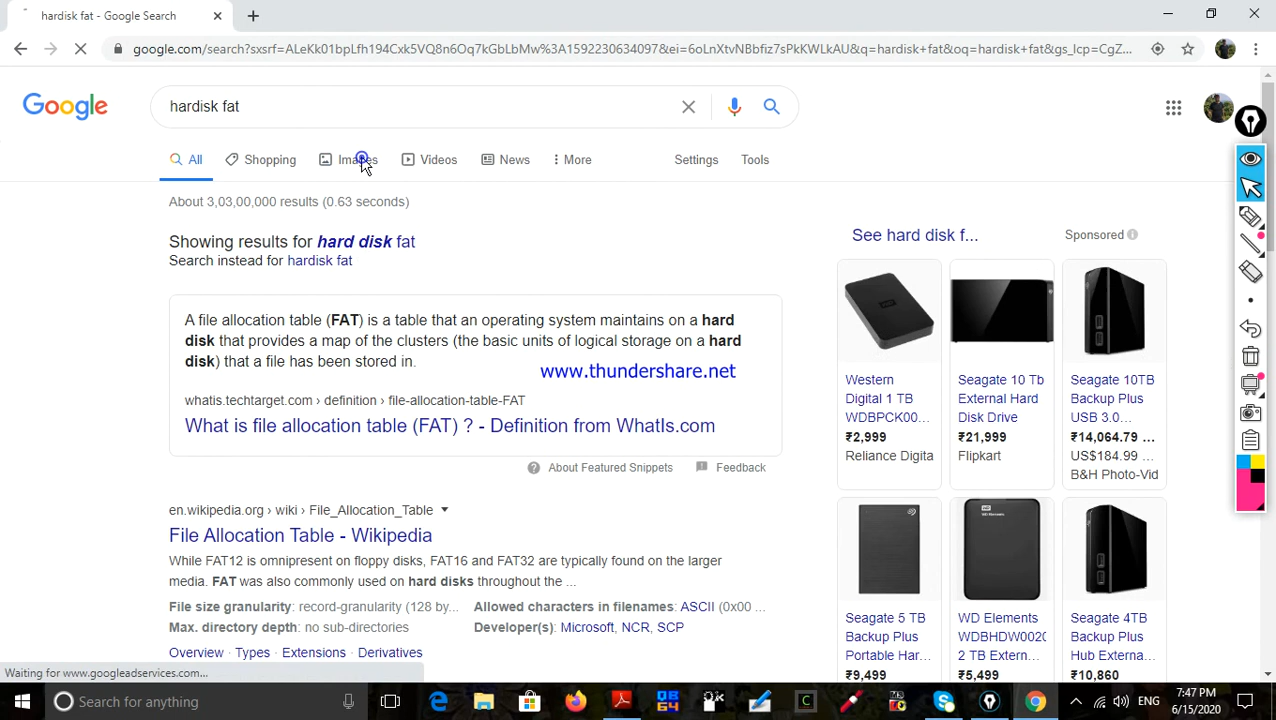 hardisk fat - Google Search
google.com/search?sxsrf=ALeKk01bpLfh194Cxk5VQ8n6Oq7kGbLbMw%3A1592230634097&ei=6oLnXtvNBbfiz7sPkKWLkAU&q=hardisk+fat&oq=hardisk+fat&gs_lcp=CgZ...
Google
hardisk fat
All Shopping Images Videos News More Settings Tools
About 3,03,00,000 results (0.63 seconds)
Showing results for hard disk fat
Search instead for hardisk fat
See hard disk f... Sponsored
A file allocation table (FAT) is a table that an operating system maintains on a hard
disk that provides a map of the clusters (the basic units of logical storage on a hard
disk) that a file has been stored in.
www.thundershare.net
whatis.techtarget.com › definition › file-allocation-table-FAT
What is file allocation table (FAT) ? - Definition from WhatIs.com
About Featured Snippets Feedback
Western
Digital 1 TB
WDBPCK00...
₹2,999
Reliance Digita
Seagate 10 Tb
External Hard
Disk Drive
₹21,999
Flipkart
Seagate 10TB
Backup Plus
USB 3.0...
₹14,064.79 ...
US$184.99 ...
B&H Photo-Vid
en.wikipedia.org › wiki › File_Allocation_Table
File Allocation Table - Wikipedia
While FAT12 is omnipresent on floppy disks, FAT16 and FAT32 are typically found on the larger
media. FAT was also commonly used on hard disks throughout the ...
File size granularity: record-granularity (128 by... Allowed characters in filenames: ASCII (0x00 ...
Max. directory depth: no sub-directories Developer(s): Microsoft, NCR, SCP
Overview · Types · Extensions · Derivatives
Seagate 5 TB
Backup Plus
Portable Har...
₹9,499
WD Elements
WDBHDW0020
2 TB Extern...
₹5,499
Seagate 4TB
Backup Plus
Hub Externa...
₹10,860
Waiting for www.googleadservices.com...
Search for anything
ENG
7:47 PM
6/15/2020